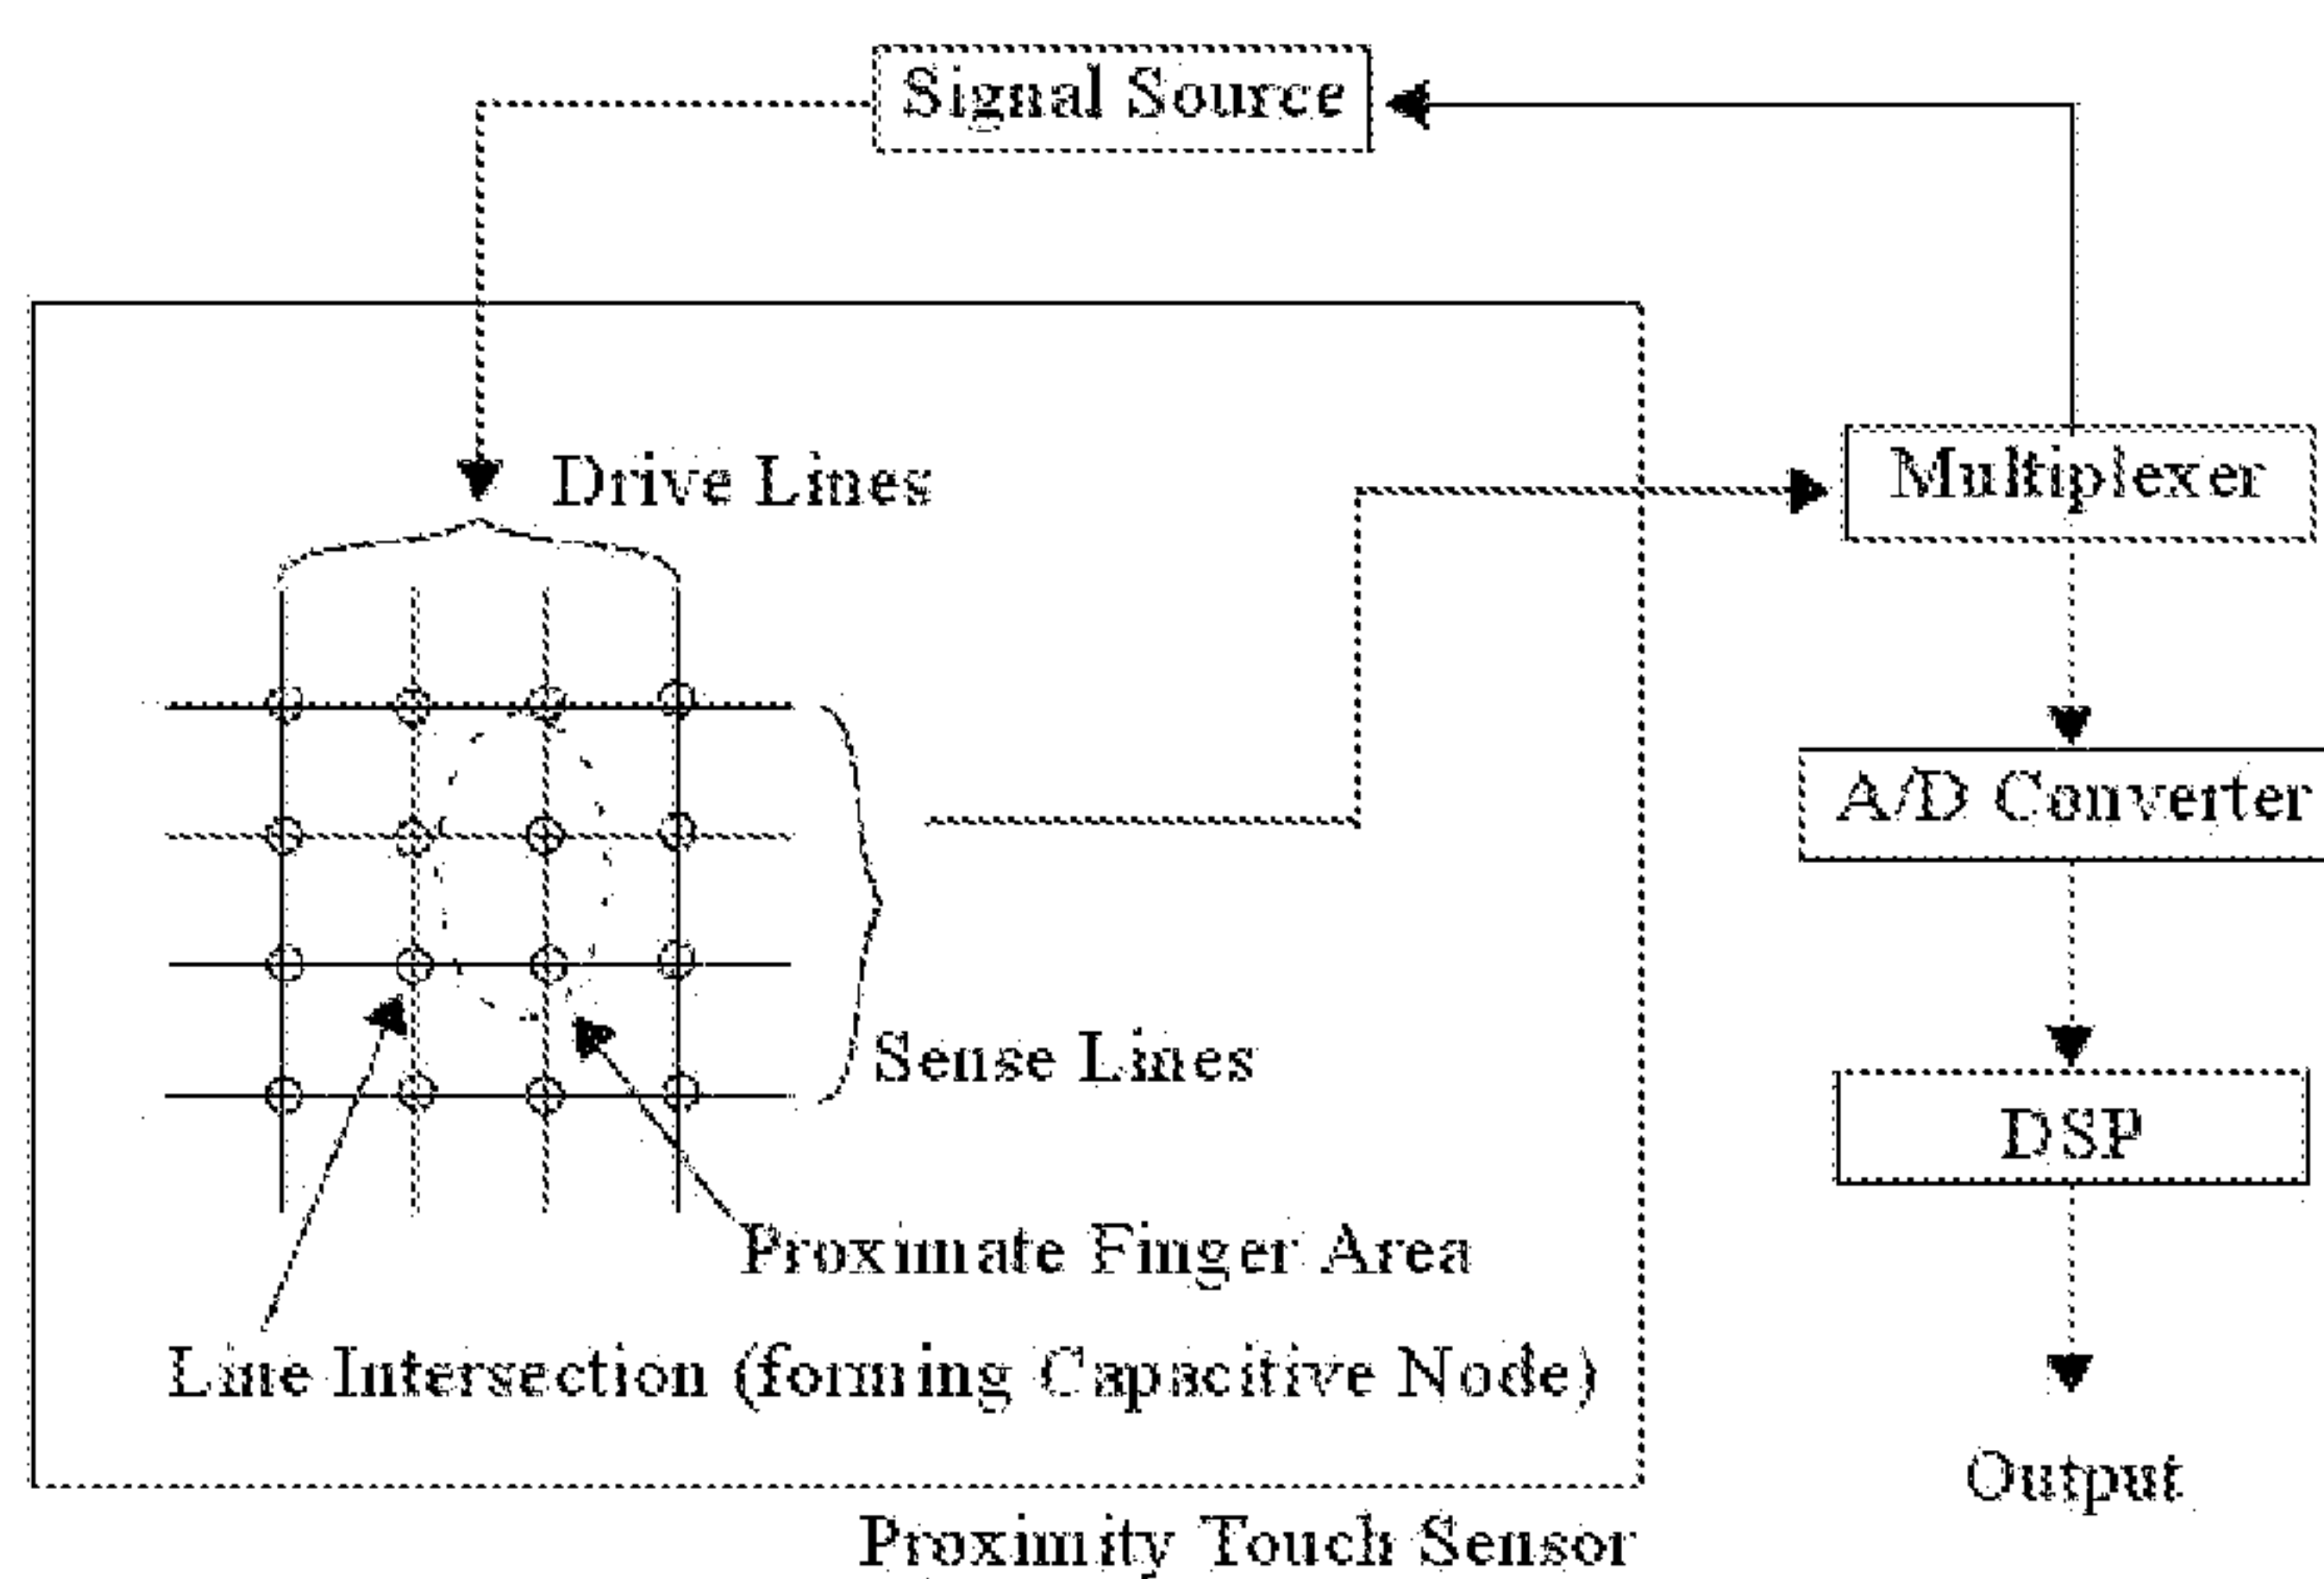 Signal Source
Drive Lines
Multiplexer
A/D Converter
Sense Lines
DSP
Proximate Finger Area
Line Intersection (forming Capacitive Node)
Output
Proximity Touch Sensor